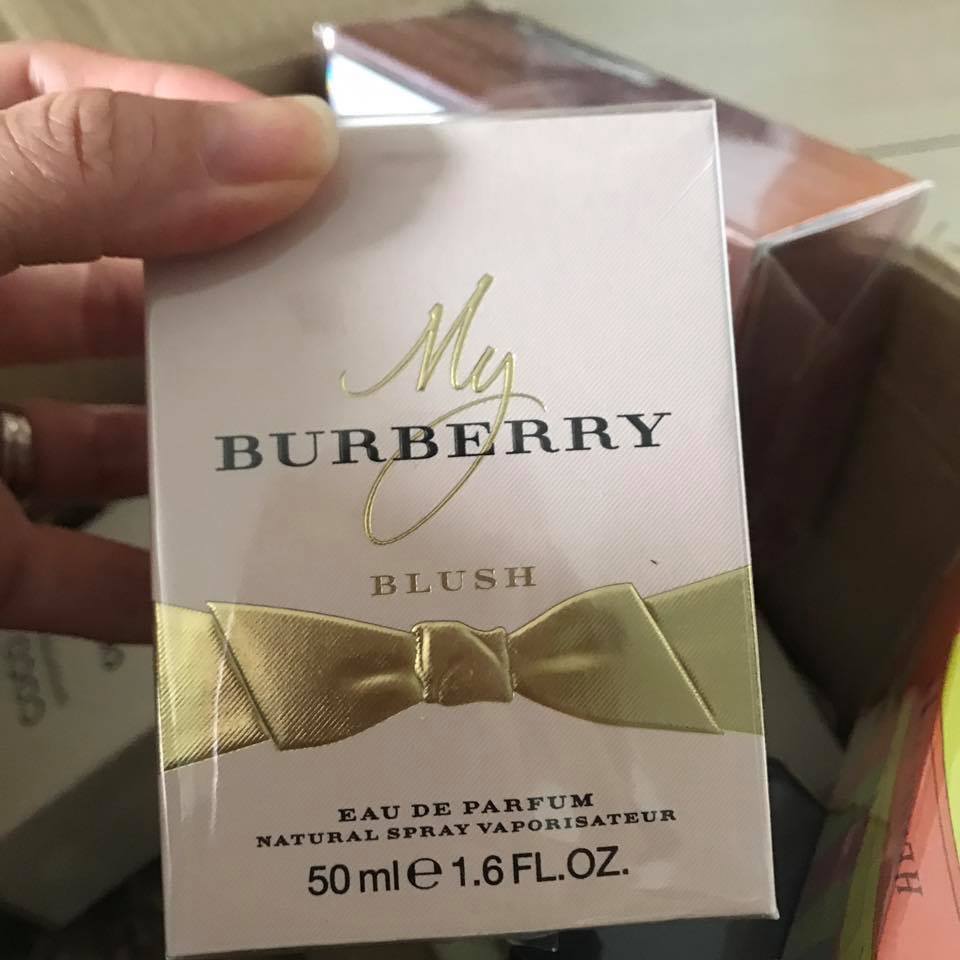 My
BURBERRY
BLUSH
EAU DE PARFUM
NATURAL SPRAY VAPORISATEUR
50 ml e 1.6 FL.OZ.